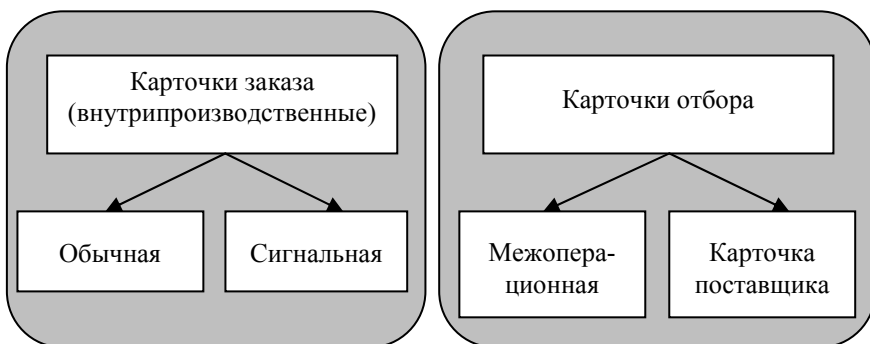 Карточки заказа
(внутрипроизводственные)
Карточки отбора
Обычная
Сигнальная
Межопера-
ционная
Карточка
поставщика